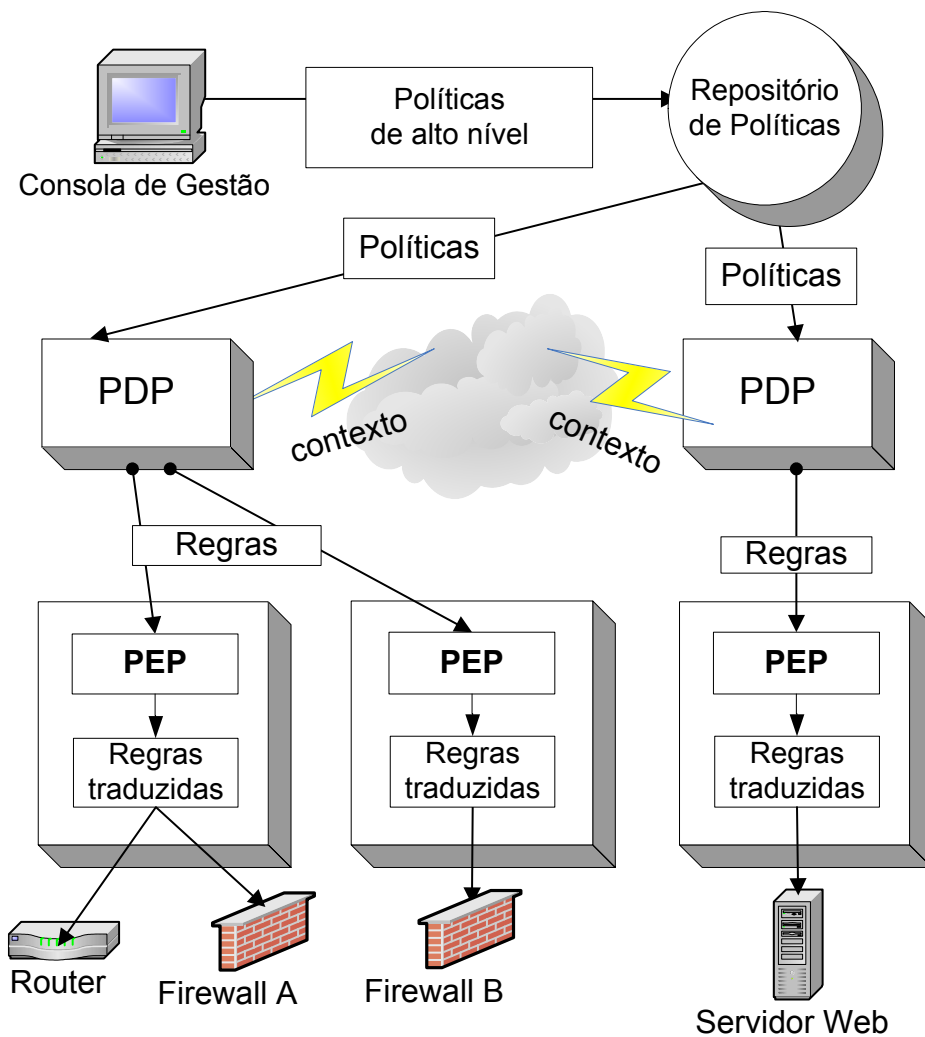 Políticas
de alto nível
Repositório
de Políticas
Consola de Gestão
Políticas
Políticas
PDP
PDP
contexto
contexto
Regras
Regras
PEP
PEP
PEP
Regras
traduzidas
Regras
traduzidas
Regras
traduzidas
Router
Firewall A
Firewall B
Servidor Web